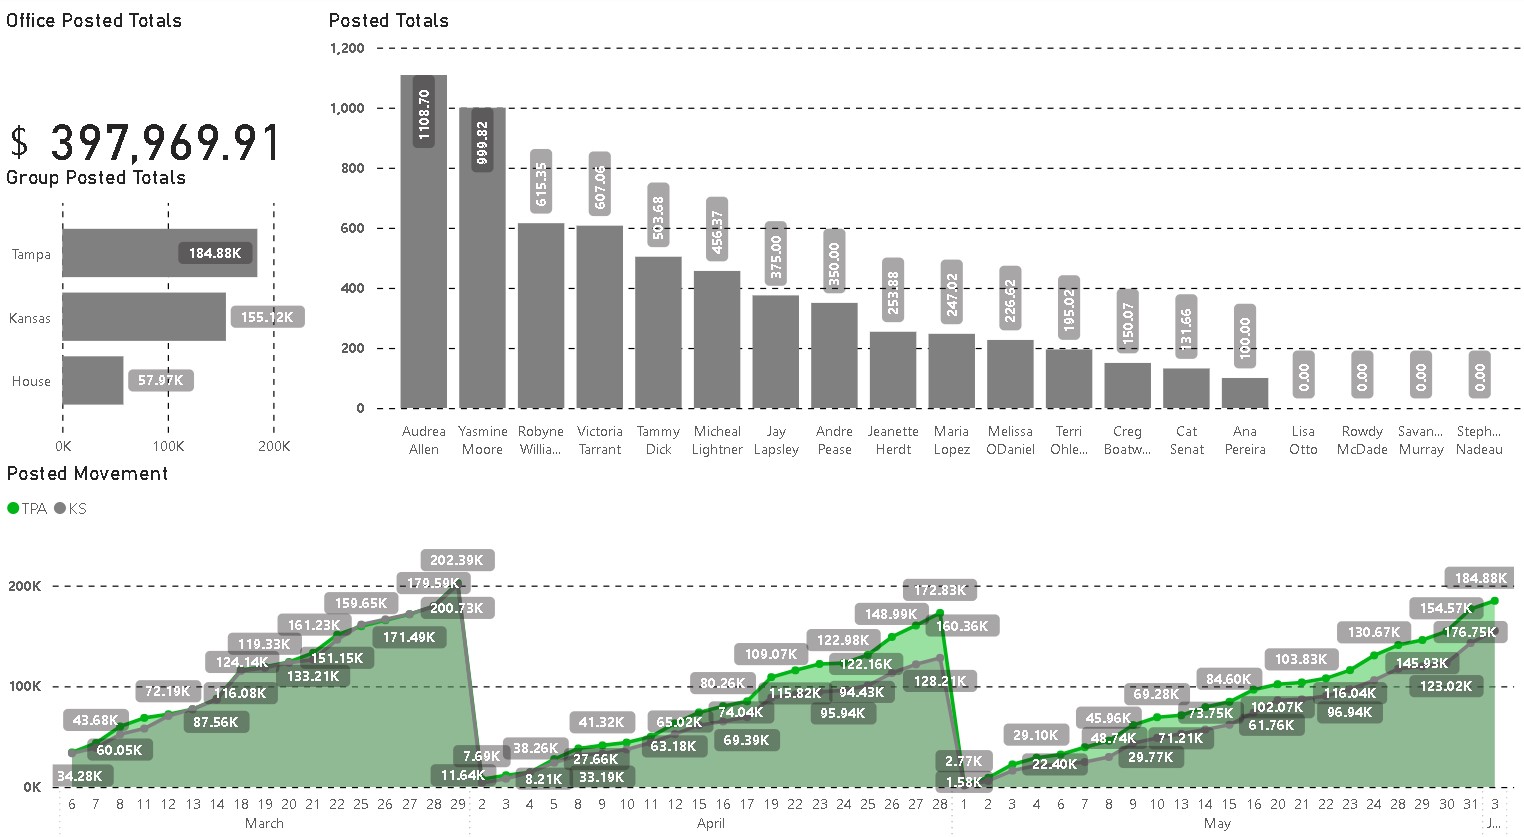 Office Posted Totals
$ 397,969.91
Group Posted Totals
Tampa 184.88K
Kansas 155.12K
House 57.97K
0K 100K 200K
Posted Totals
1,200
1,000
800
600
400
200
0
1108.70 999.82 615.35 607.06 503.68 456.37 375.00 350.00 253.88 247.02 226.62 195.02 150.07 131.66 100.00 0.00 0.00 0.00 0.00
Audrea Yasmine Robyne Victoria Tammy Micheal Jay Andre Jeanette Maria Melissa Terri Creg Cat Ana Lisa Rowdy Savan... Steph...
Allen Moore Willia... Tarrant Dick Lightner Lapsley Pease Herdt Lopez ODaniel Ohle... Boatw... Senat Pereira Otto McDade Murray Nadeau
Posted Movement
TPA KS
200K
100K
0K
34.28K 43.68K 60.05K 72.19K 87.56K 124.14K 116.08K 119.33K 133.21K 161.23K 151.15K 159.65K 171.49K 179.59K 202.39K 200.73K
11.64K 7.69K 8.21K 38.26K 27.66K 41.32K 33.19K 63.18K 65.02K 80.26K 74.04K 69.39K 109.07K 115.82K 122.98K 95.94K 94.43K 122.16K 148.99K 172.83K 160.36K 128.21K
2.77K 1.58K 29.10K 22.40K 45.96K 48.74K 69.28K 29.77K 71.21K 73.75K 84.60K 61.76K 102.07K 103.83K 116.04K 96.94K 130.67K 145.93K 123.02K 154.57K 176.75K 184.88K
6 7 8 11 12 13 14 18 19 20 21 22 25 26 27 28 29 2 3 4 5 8 9 10 11 12 15 16 17 18 19 22 23 24 25 26 27 28 2 3 4 6 7 8 9 10 13 14 15 16 20 21 22 23 24 28 29 30 31 3
March April May J...